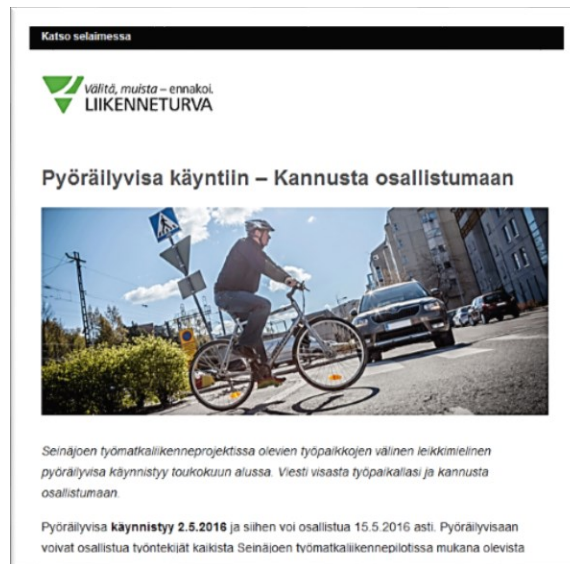 Katso selaimessa
Välitä, muista – ennakoi.
LIIKENNETURVA
Pyöräilyvisa käyntiin – Kannusta osallistumaan
Seinäjoen työmatkaliikenneprojektissa olevien työpaikkojen välinen leikkimielinen
pyöräilyvisa käynnistyy toukokuun alussa. Viesti visasta työpaikallasi ja kannusta
osallistumaan.
Pyöräilyvisa käynnistyy 2.5.2016 ja siihen voi osallistua 15.5.2016 asti. Pyöräilyvisaan
voivat osallistua työntekijät kaikista Seinäjoen työmatkaliikennepilotissa mukana olevista